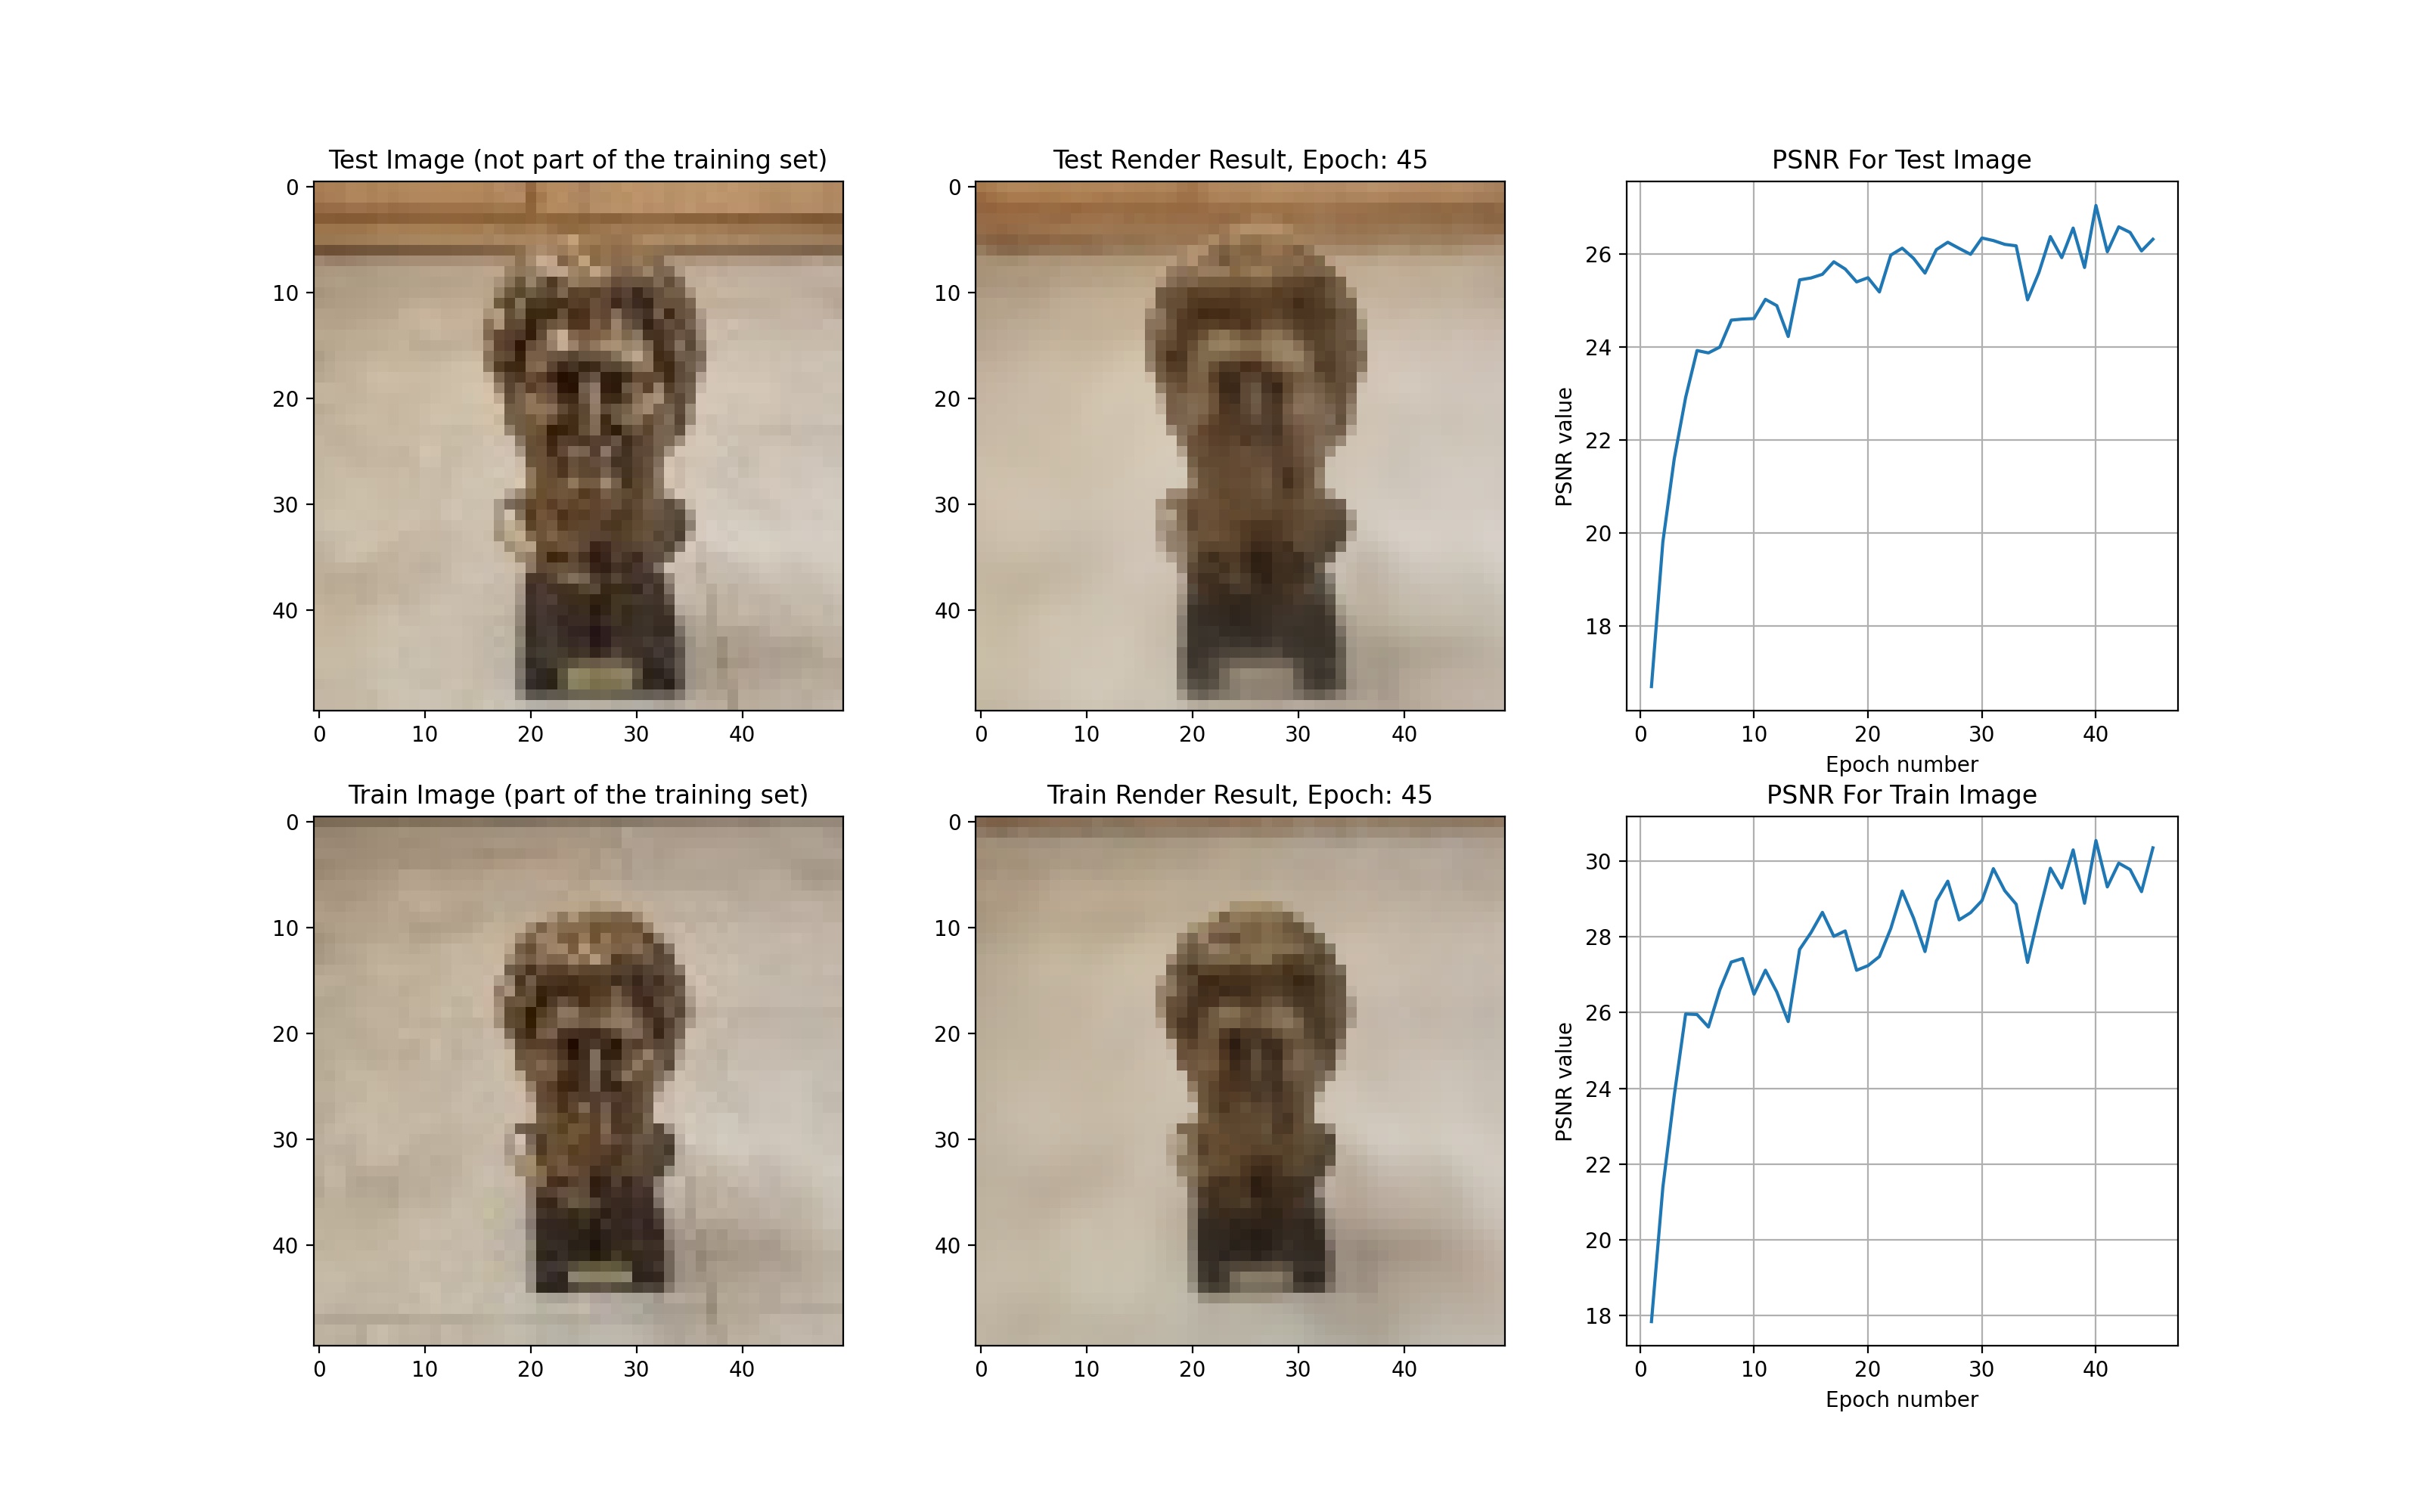 Test Image (not part of the training set)
0
10
20
30
40
0 10 20 30 40
Test Render Result, Epoch: 45
0
10
20
30
40
0 10 20 30 40
PSNR For Test Image
PSNR value
26
24
22
20
18
0 10 20 30 40
Epoch number
Train Image (part of the training set)
0
10
20
30
40
0 10 20 30 40
Train Render Result, Epoch: 45
0
10
20
30
40
0 10 20 30 40
PSNR For Train Image
PSNR value
30
28
26
24
22
20
18
0 10 20 30 40
Epoch number